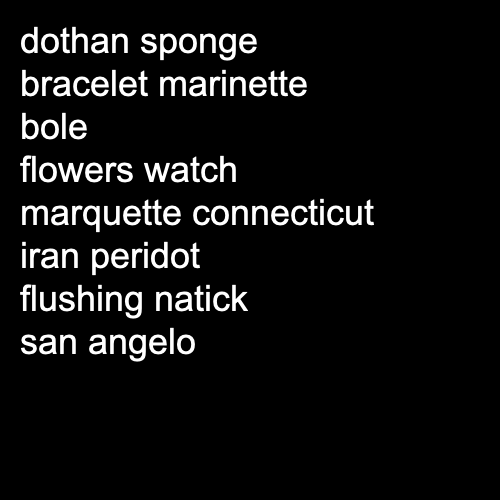 dothan sponge
bracelet marinette
bole
flowers watch
marquette connecticut
iran peridot
flushing natick
san angelo